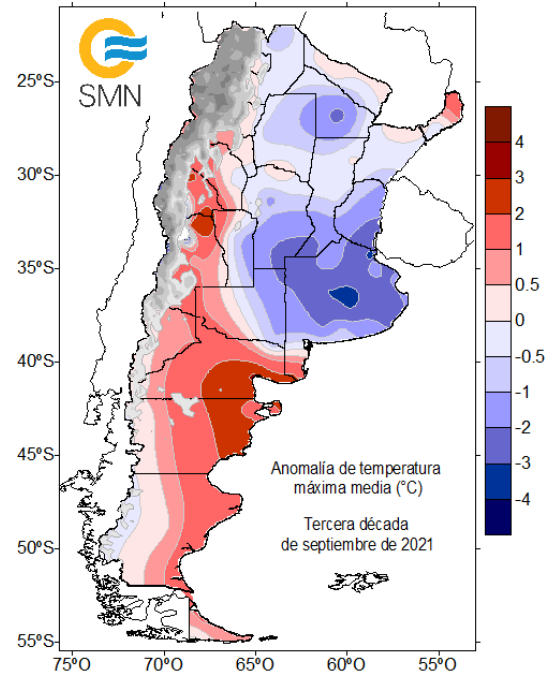 SMN
25ºS
30ºS
35ºS
40ºS
45ºS
50ºS
55ºS
75ºO
70ºO
65ºO
60ºO
55ºO
Anomalía de temperatura
máxima media (°C)
Tercera década
de septiembre de 2021
4
3
2
1
0.5
0
-0.5
-1
-2
-3
-4